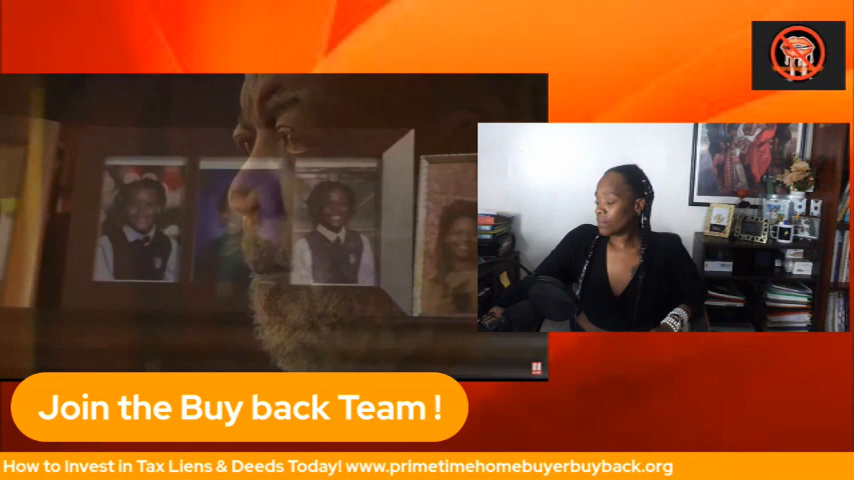 Join the Buy back Team !
How to Invest in Tax Liens & Deeds Today! www.primetimehomebuyerbuyback.org